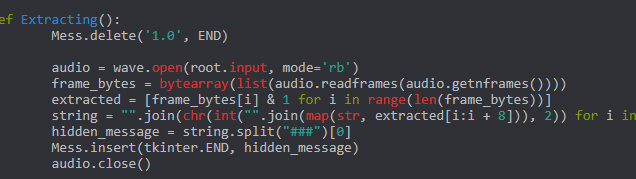 ef Extracting():
Mess.delete('1.0', END)
audio = wave.open(root.input, mode='rb')
frame_bytes = bytearray(list(audio.readframes(audio.getnframes())))
extracted = [frame_bytes[i] & 1 for i in range(len(frame_bytes))]
string = "".join(chr(int("".join(map(str, extracted[i:i + 8])), 2)) for i in
hidden_message = string.split("###")[0]
Mess.insert(tkinter.END, hidden_message)
audio.close()